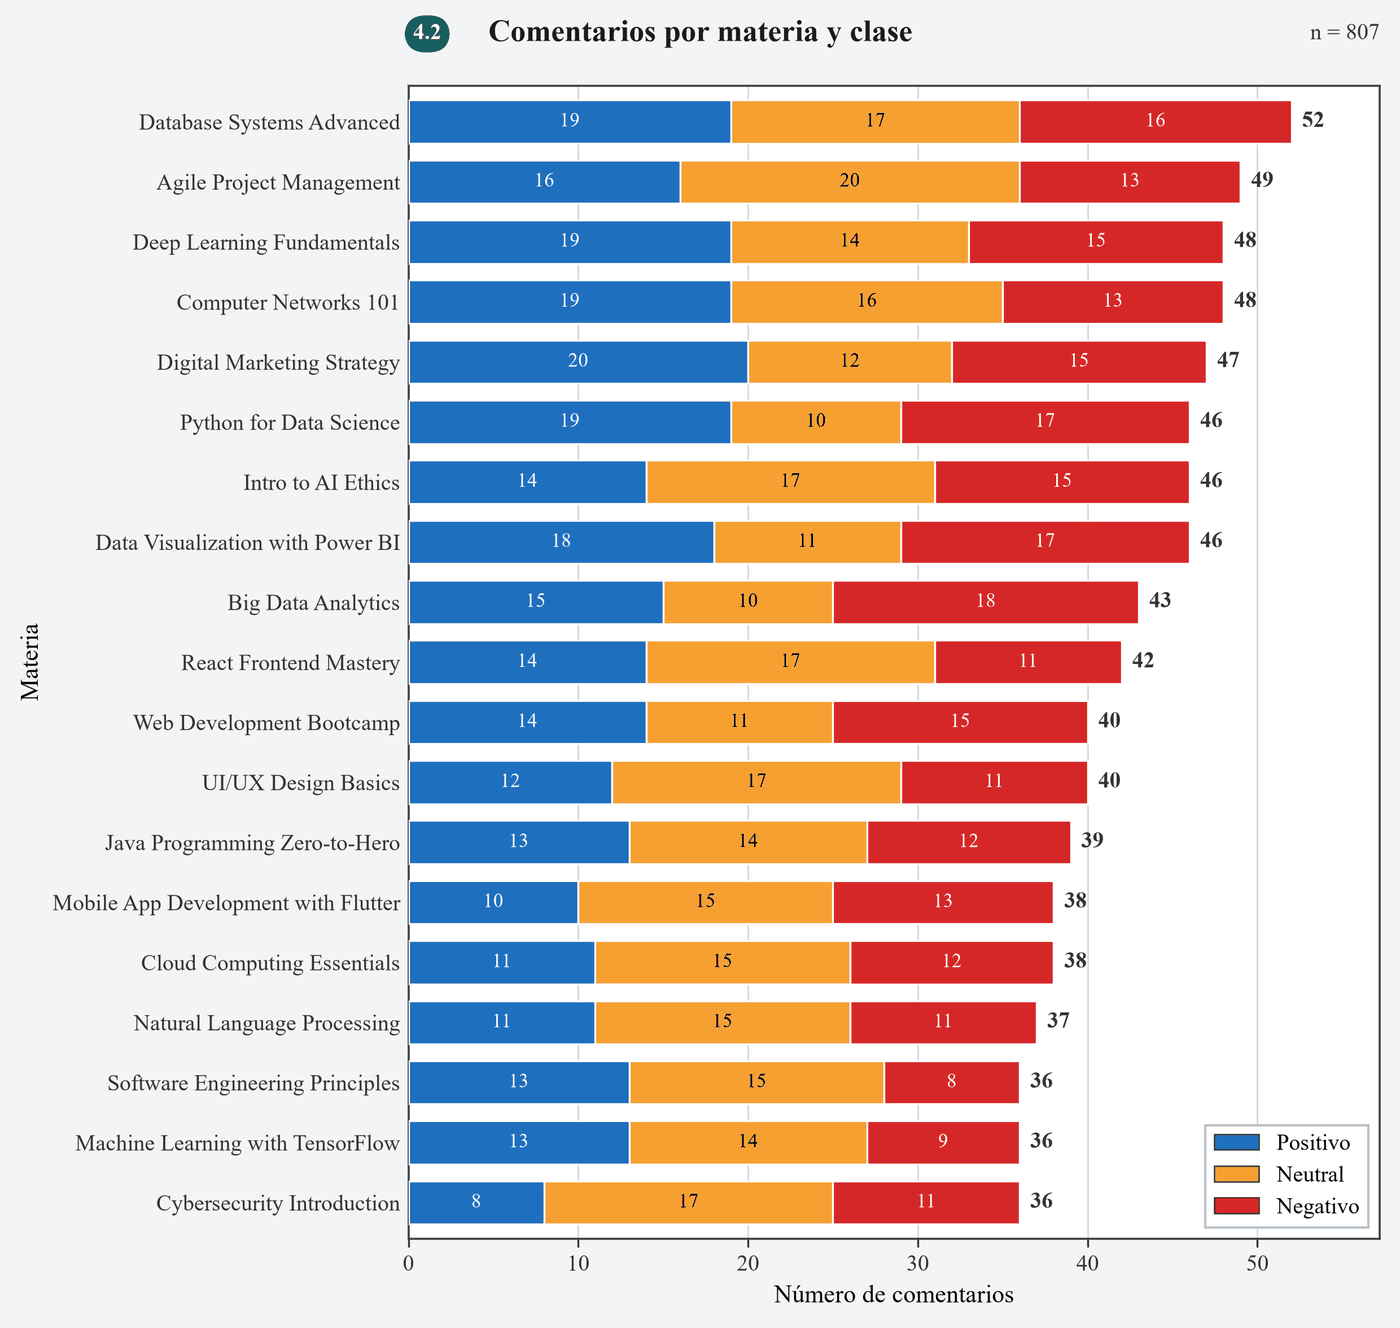 4.2 Comentarios por materia y clase n = 807
Database Systems Advanced 19 17 16 52
Agile Project Management 16 20 13 49
Deep Learning Fundamentals 19 14 15 48
Computer Networks 101 19 16 13 48
Digital Marketing Strategy 20 12 15 47
Python for Data Science 19 10 17 46
Intro to AI Ethics 14 17 15 46
Data Visualization with Power BI 18 11 17 46
Big Data Analytics 15 10 18 43
React Frontend Mastery 14 17 11 42
Web Development Bootcamp 14 11 15 40
UI/UX Design Basics 12 17 11 40
Java Programming Zero-to-Hero 13 14 12 39
Mobile App Development with Flutter 10 15 13 38
Cloud Computing Essentials 11 15 12 38
Natural Language Processing 11 15 11 37
Software Engineering Principles 13 15 8 36
Machine Learning with TensorFlow 13 14 9 36
Cybersecurity Introduction 8 17 11 36
Materia
Positivo
Neutral
Negativo
0 10 20 30 40 50
Número de comentarios